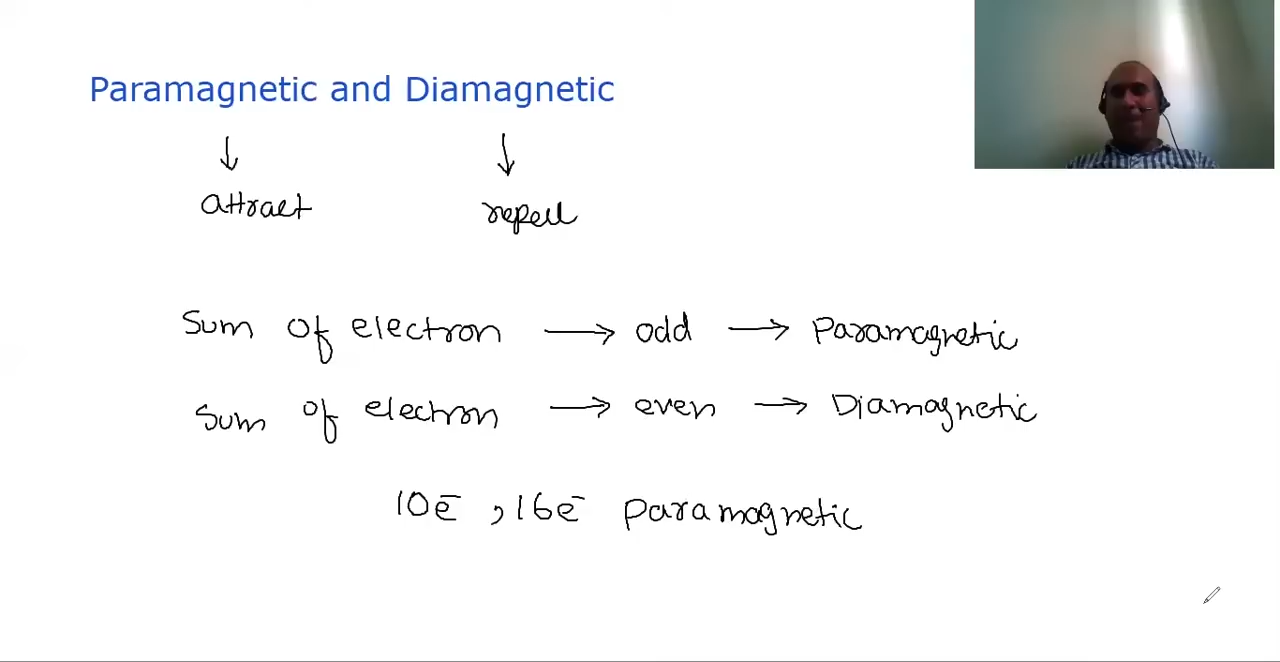 Paramagnetic and Diamagnetic
↓ ↓
attract repell
Sum of electron → odd → Paramagnetic
Sum of electron → even → Diamagnetic
10e⁻ , 16e⁻ paramagnetic